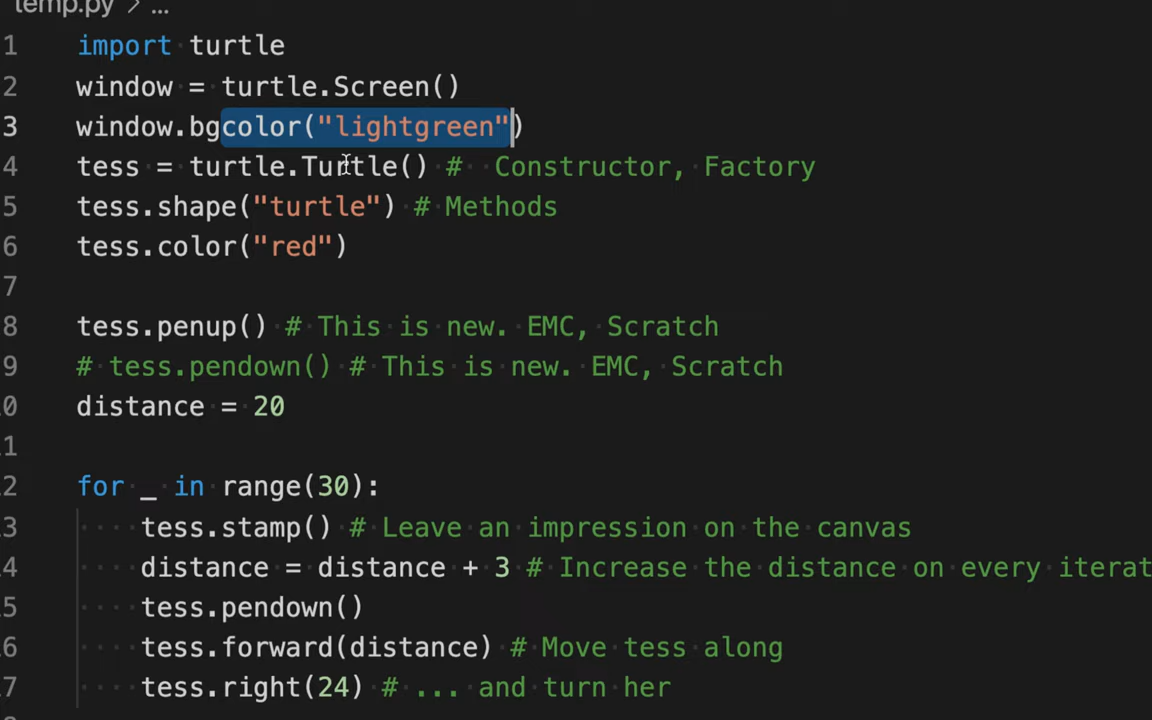 temp.py > ...
1 import turtle
2 window = turtle.Screen()
3 window.bgcolor("lightgreen")
4 tess = turtle.Turtle() #  Constructor, Factory
5 tess.shape("turtle") # Methods
6 tess.color("red")
7
8 tess.penup() # This is new. EMC, Scratch
9 # tess.pendown() # This is new. EMC, Scratch
0 distance = 20
1
2 for _ in range(30):
3     tess.stamp() # Leave an impression on the canvas
4     distance = distance + 3 # Increase the distance on every iterat
5     tess.pendown()
6     tess.forward(distance) # Move tess along
7     tess.right(24) # ... and turn her